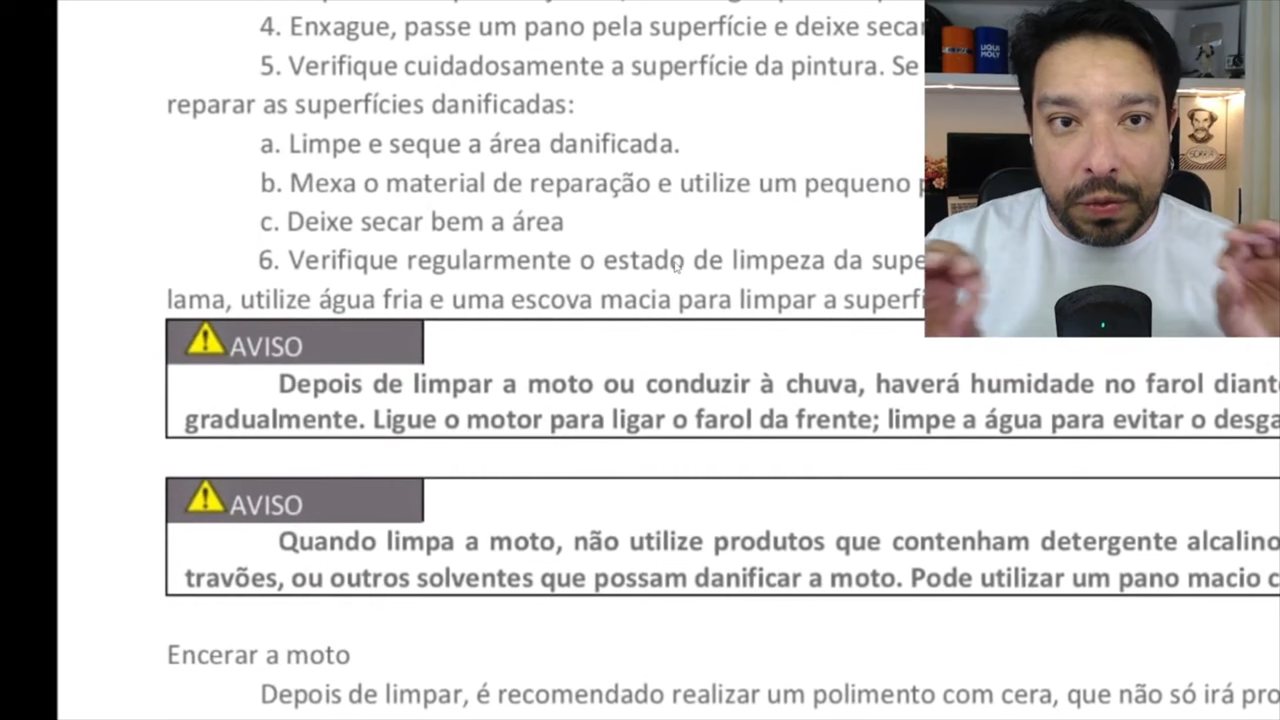 4. Enxague, passe um pano pela superfície e deixe secar
5. Verifique cuidadosamente a superfície da pintura. Se
reparar as superfícies danificadas:
a. Limpe e seque a área danificada.
b. Mexa o material de reparação e utilize um pequeno
c. Deixe secar bem a área
6. Verifique regularmente o estado de limpeza da
lama, utilize água fria e uma escova macia para limpar a
AVISO
Depois de limpar a moto ou conduzir à chuva, haverá humidade no farol
gradualmente. Ligue o motor para ligar o farol da frente; limpe a água para evitar o
AVISO
Quando limpa a moto, não utilize produtos que contenham detergente alcalino
travões, ou outros solventes que possam danificar a moto. Pode utilizar um pano macio
Encerar a moto
Depois de limpar, é recomendado realizar um polimento com cera, que não só irá
LIQUI
MOLY